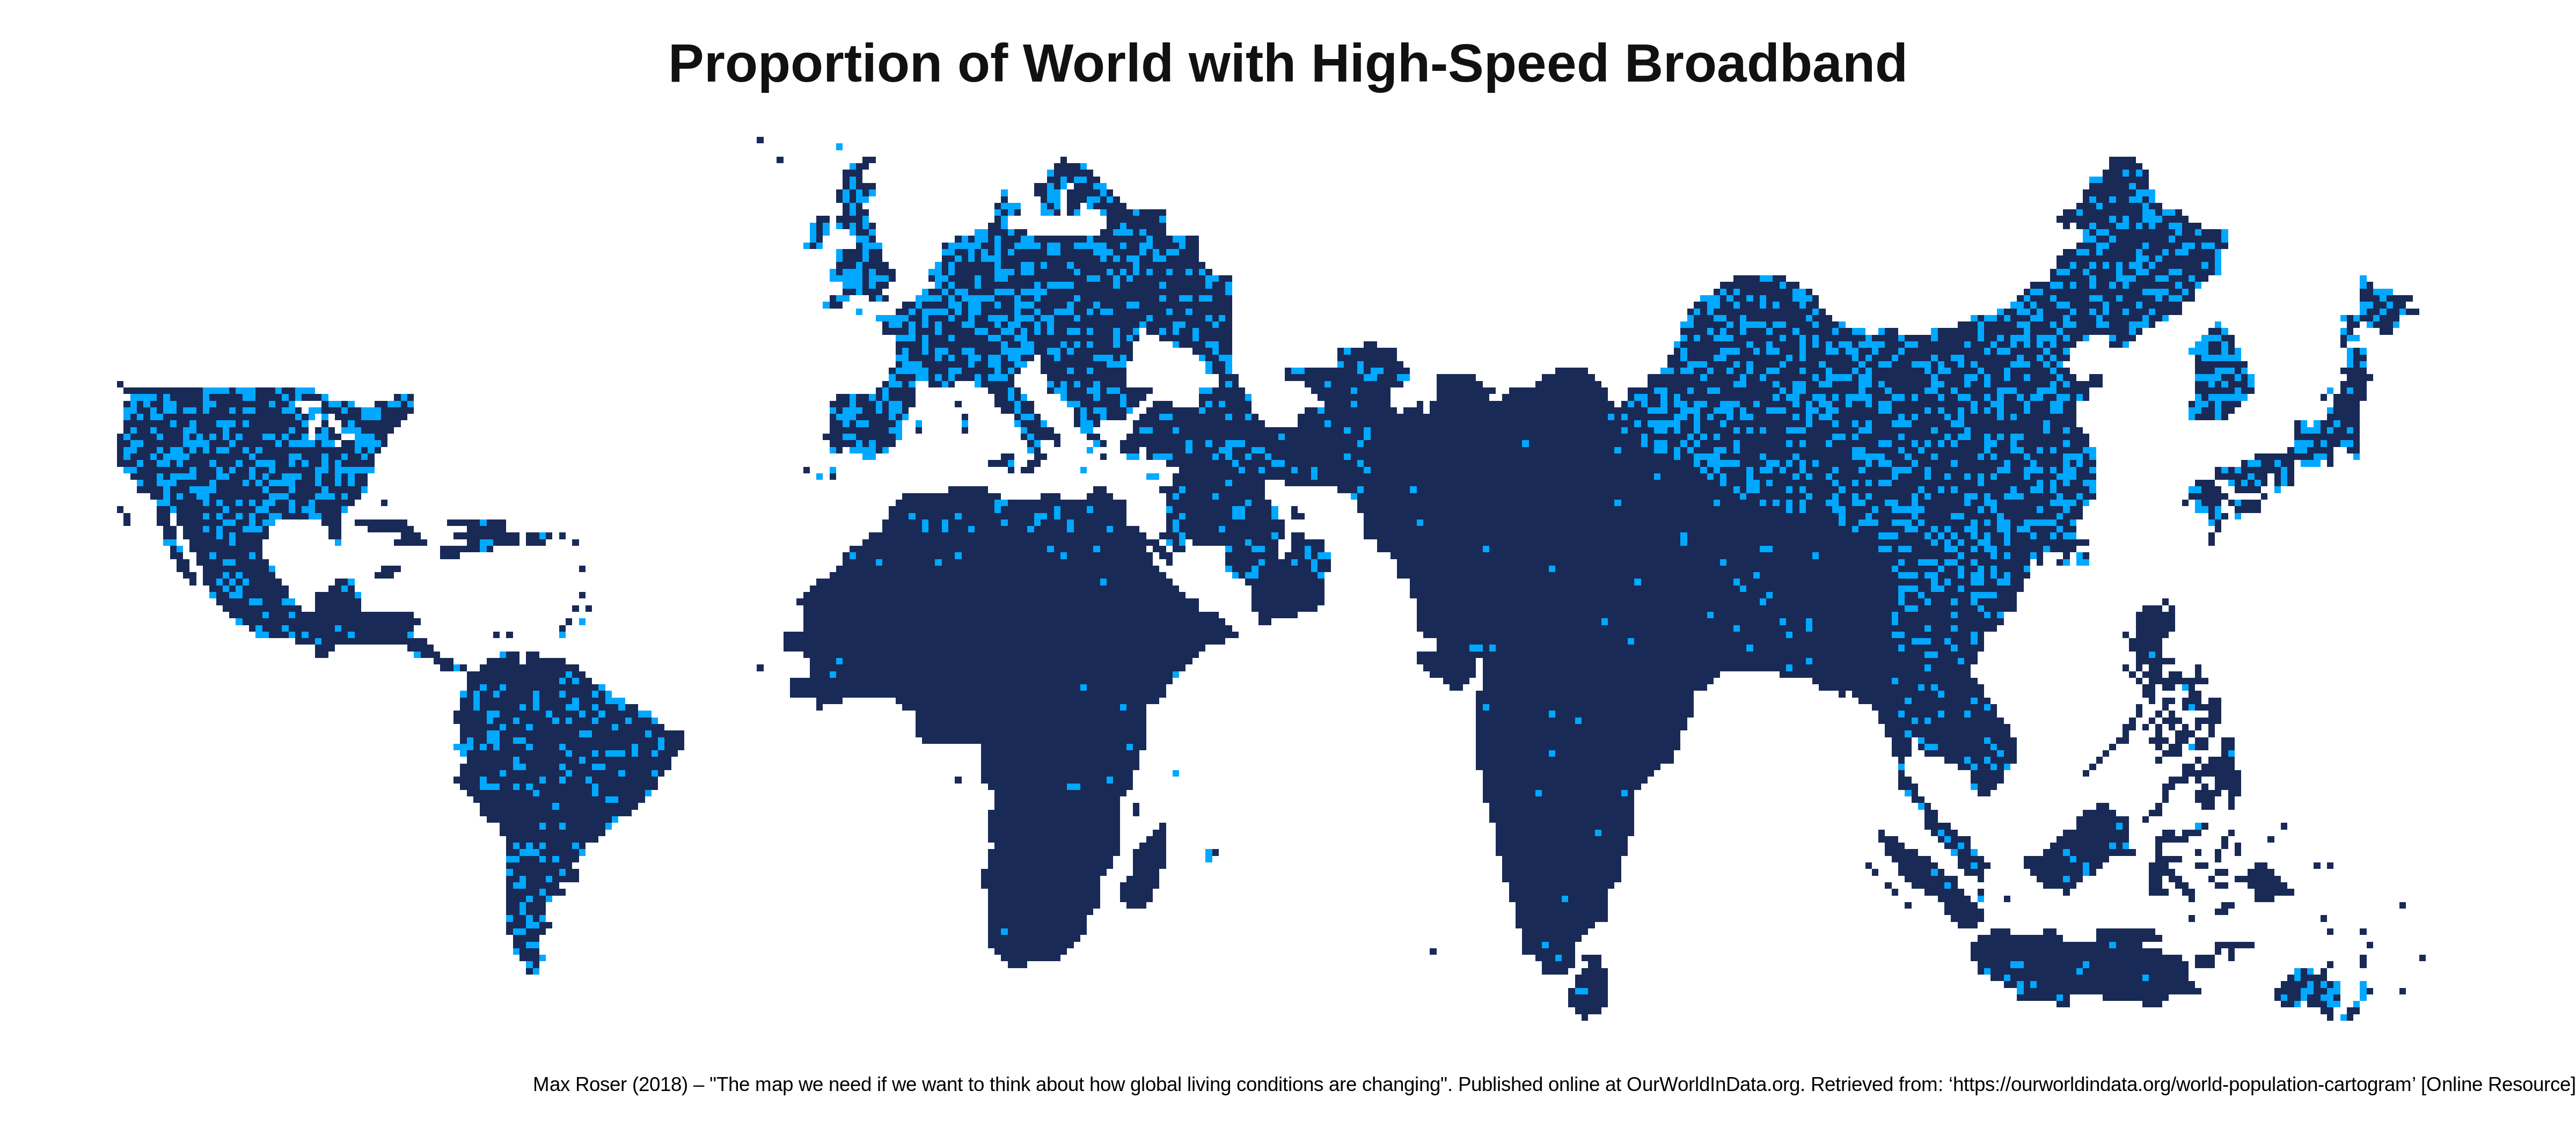 Proportion of World with High-Speed Broadband
Max Roser (2018) – "The map we need if we want to think about how global living conditions are changing". Published online at OurWorldInData.org. Retrieved from: ‘https://ourworldindata.org/world-population-cartogram’ [Online Resource]